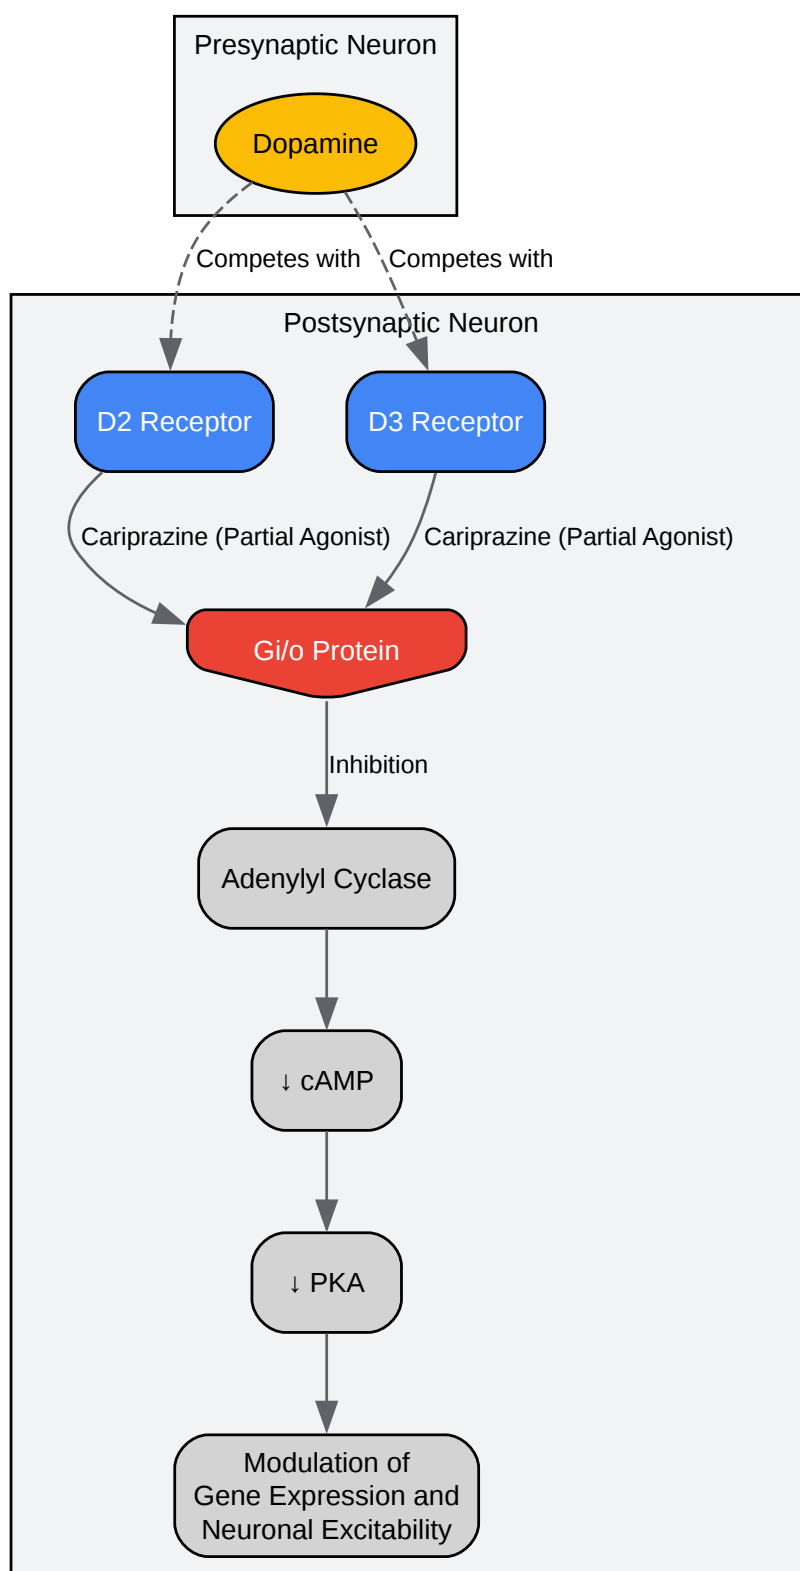 Presynaptic Neuron
Dopamine
Competes with
Competes with
Postsynaptic Neuron
D2 Receptor
D3 Receptor
Cariprazine (Partial Agonist)
Cariprazine (Partial Agonist)
Gi/o Protein
Inhibition
Adenylyl Cyclase
↓ cAMP
↓ PKA
Modulation of
Gene Expression and
Neuronal Excitability